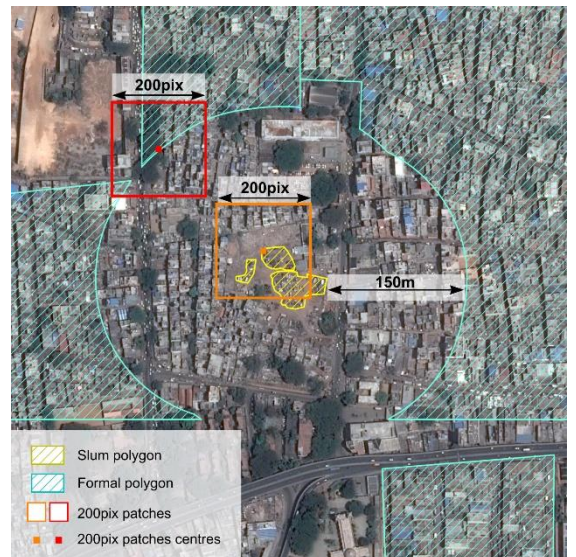 200pix
200pix
150m
Slum polygon
Formal polygon
200pix patches
200pix patches centres